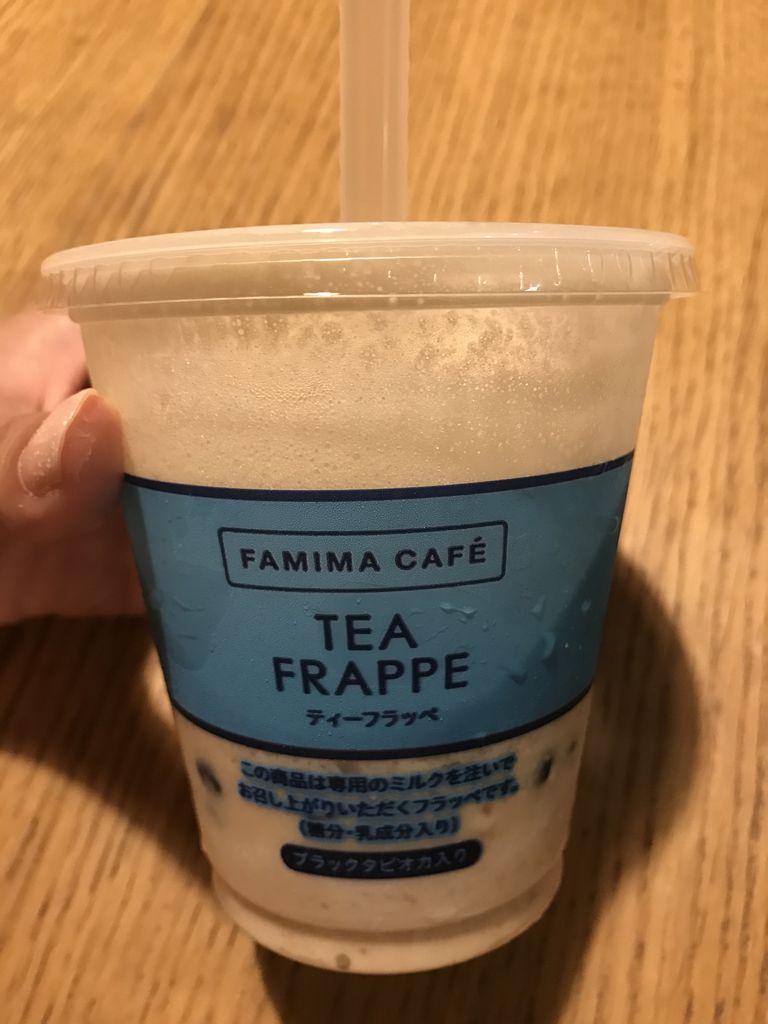 FAMIMA CAFÉ
TEA
FRAPPE
ティーフラッペ
この商品は専用のミルクを注いで
お召し上がりいただくフラッペです。
(糖分・乳成分入り)
ブラックタピオカ入り